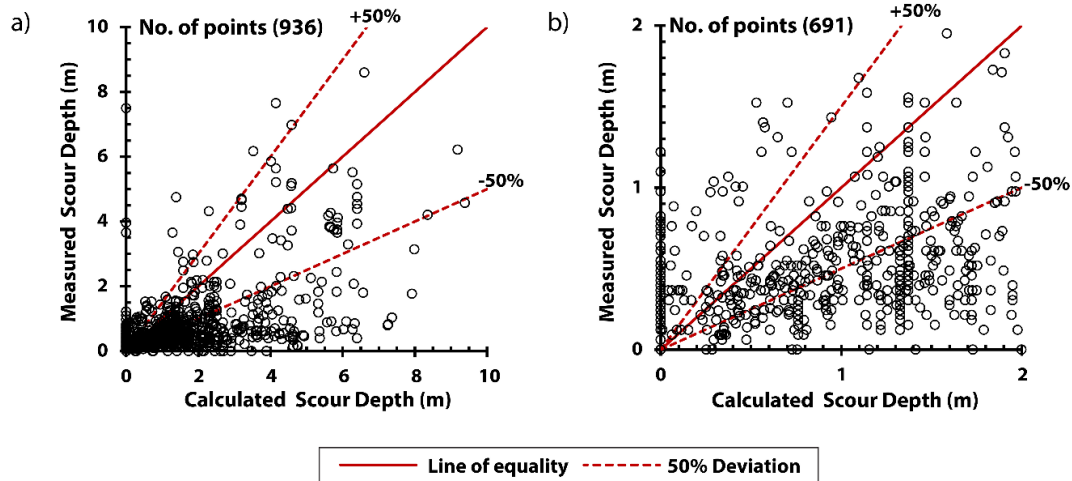 a)
No. of points (936)
+50%
-50%
Measured Scour Depth (m)
10
8
6
4
2
0
0 2 4 6 8 10
Calculated Scour Depth (m)
b)
No. of points (691)
+50%
-50%
Measured Scour Depth (m)
2
1
0
0 1 2
Calculated Scour Depth (m)
Line of equality 50% Deviation